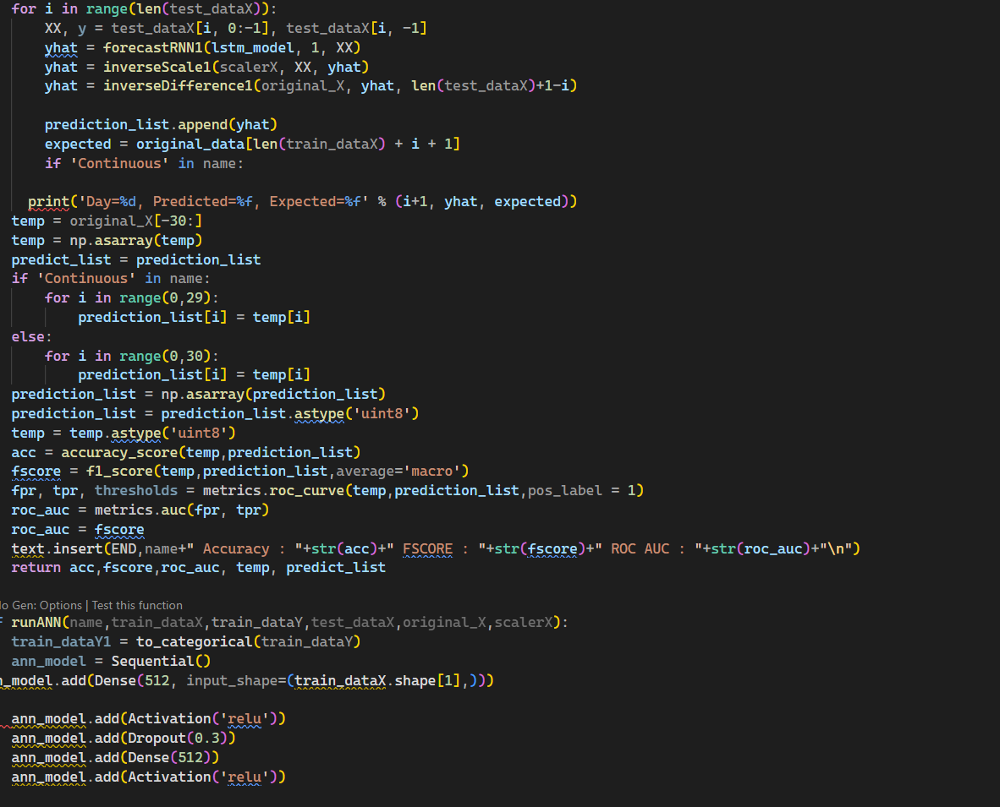 for i in range(len(test_dataX)):
XX, y = test_dataX[i, 0:-1], test_dataX[i, -1]
yhat = forecastRNN1(lstm_model, 1, XX)
yhat = inverseScale1(scalerX, XX, yhat)
yhat = inverseDifference1(original_X, yhat, len(test_dataX)+1-i)
prediction_list.append(yhat)
expected = original_data[len(train_dataX) + i + 1]
if 'Continuous' in name:
print('Day=%d, Predicted=%f, Expected=%f' % (i+1, yhat, expected))
temp = original_X[-30:]
temp = np.asarray(temp)
predict_list = prediction_list
if 'Continuous' in name:
for i in range(0,29):
prediction_list[i] = temp[i]
else:
for i in range(0,30):
prediction_list[i] = temp[i]
prediction_list = np.asarray(prediction_list)
prediction_list = prediction_list.astype('uint8')
temp = temp.astype('uint8')
acc = accuracy_score(temp,prediction_list)
fscore = f1_score(temp,prediction_list,average='macro')
fpr, tpr, thresholds = metrics.roc_curve(temp,prediction_list,pos_label = 1)
roc_auc = metrics.auc(fpr, tpr)
roc_auc = fscore
text.insert(END,name+" Accuracy : "+str(acc)+" FSCORE : "+str(fscore)+" ROC AUC : "+str(roc_auc)+"\n")
return acc,fscore,roc_auc, temp, predict_list
o Gen: Options | Test this function
f runANN(name,train_dataX,train_dataY,test_dataX,original_X,scalerX):
train_dataY1 = to_categorical(train_dataY)
ann_model = Sequential()
n_model.add(Dense(512, input_shape=(train_dataX.shape[1],)))
ann_model.add(Activation('relu'))
ann_model.add(Dropout(0.3))
ann_model.add(Dense(512))
ann_model.add(Activation('relu'))